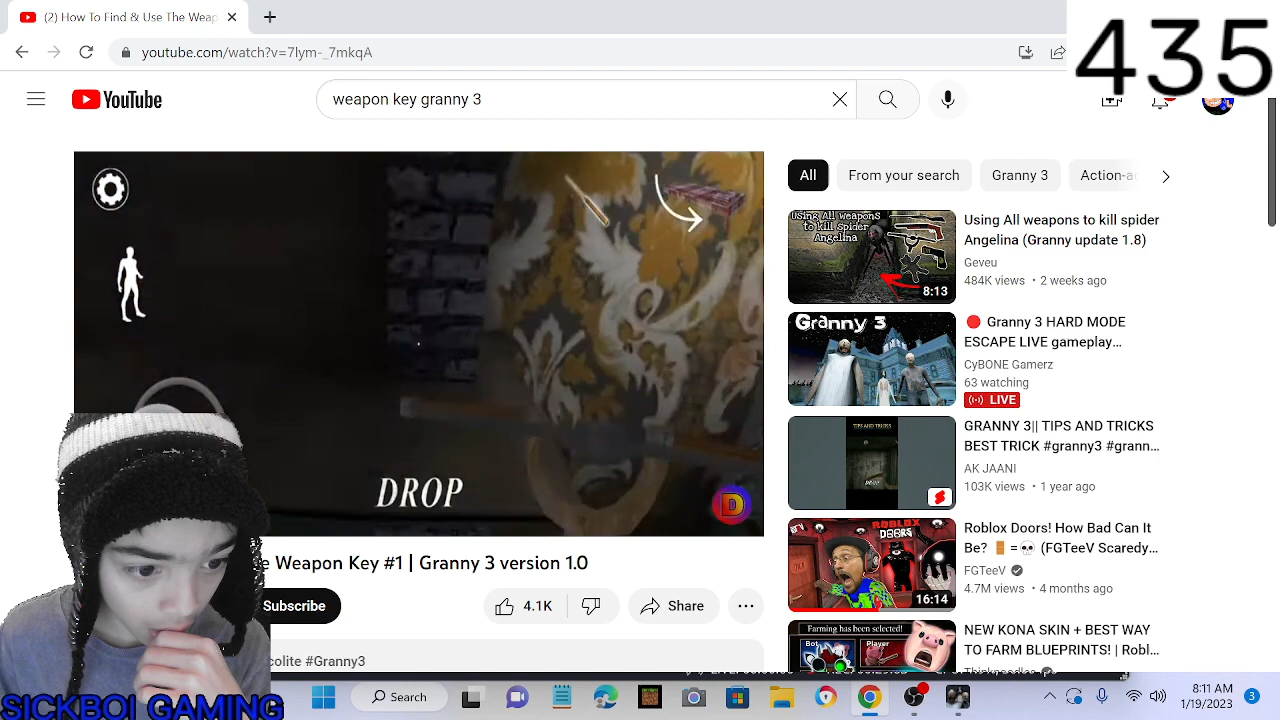 (2) How To Find & Use The Weap
435
youtube.com/watch?v=7lym-_7mkqA
YouTube
weapon key granny 3
All
From your search
Granny 3
Action-a
DROP
D
Using All weapons
to kill spider
Angelina
8:13
Using All weapons to kill spider
Angelina (Granny update 1.8)
Geveu
484K views • 2 weeks ago
Granny 3
🔴 Granny 3 HARD MODE
ESCAPE LIVE gameplay...
CyBONE Gamerz
63 watching
LIVE
TIPS AND TRICKS
DROP
GRANNY 3|| TIPS AND TRICKS
BEST TRICK #granny3 #grann...
AK JAANI
103K views • 1 year ago
ROBLOX
DOORS!
16:14
Roblox Doors! How Bad Can It
Be? 🚪 =💀 (FGTeeV Scaredy...
FGTeeV
4.7M views • 4 months ago
Farming has been selected!
Bot
Player
NEW KONA SKIN + BEST WAY
TO FARM BLUEPRINTS! | Robl...
Thinknoodles
e Weapon Key #1 | Granny 3 version 1.0
Subscribe
4.1K
Share
colite #Granny3
SICKBOI GAMING
Search
8:11 AM
1/19/2023
3